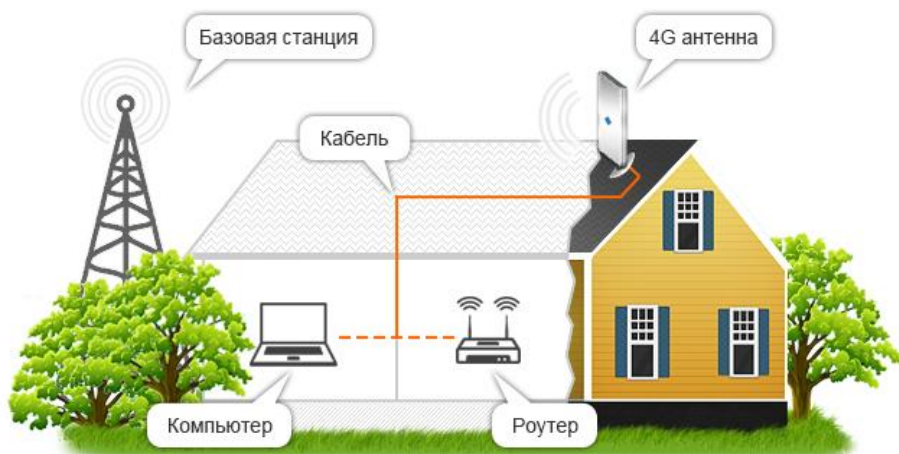 Базовая станция
4G антенна
Кабель
Компьютер
Роутер